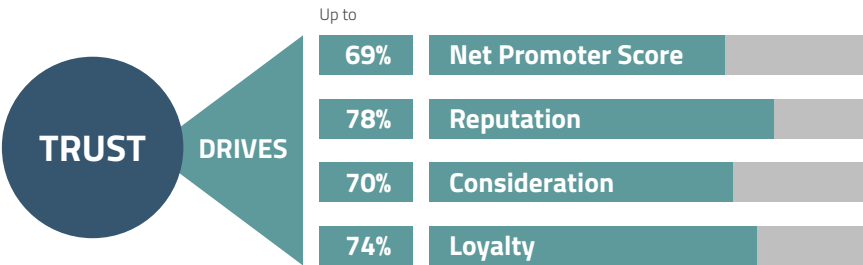 Up to
69% Net Promoter Score
78% Reputation
TRUST DRIVES
70% Consideration
74% Loyalty